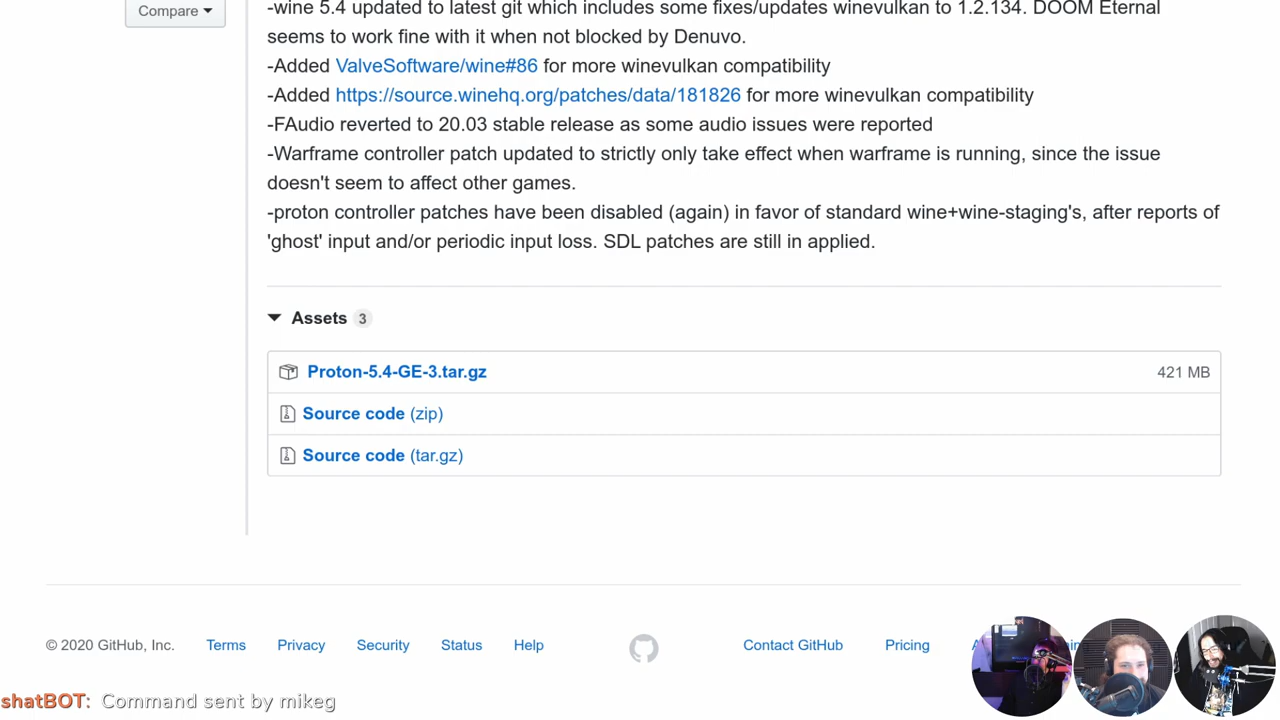 Compare
-wine 5.4 updated to latest git which includes some fixes/updates winevulkan to 1.2.134. DOOM Eternal
seems to work fine with it when not blocked by Denuvo.
-Added ValveSoftware/wine#86 for more winevulkan compatibility
-Added https://source.winehq.org/patches/data/181826 for more winevulkan compatibility
-FAudio reverted to 20.03 stable release as some audio issues were reported
-Warframe controller patch updated to strictly only take effect when warframe is running, since the issue
doesn't seem to affect other games.
-proton controller patches have been disabled (again) in favor of standard wine+wine-staging's, after reports of
'ghost' input and/or periodic input loss. SDL patches are still in applied.
Assets 3
Proton-5.4-GE-3.tar.gz 421 MB
Source code (zip)
Source code (tar.gz)
© 2020 GitHub, Inc. Terms Privacy Security Status Help Contact GitHub Pricing
shatBOT: Command sent by mikeg